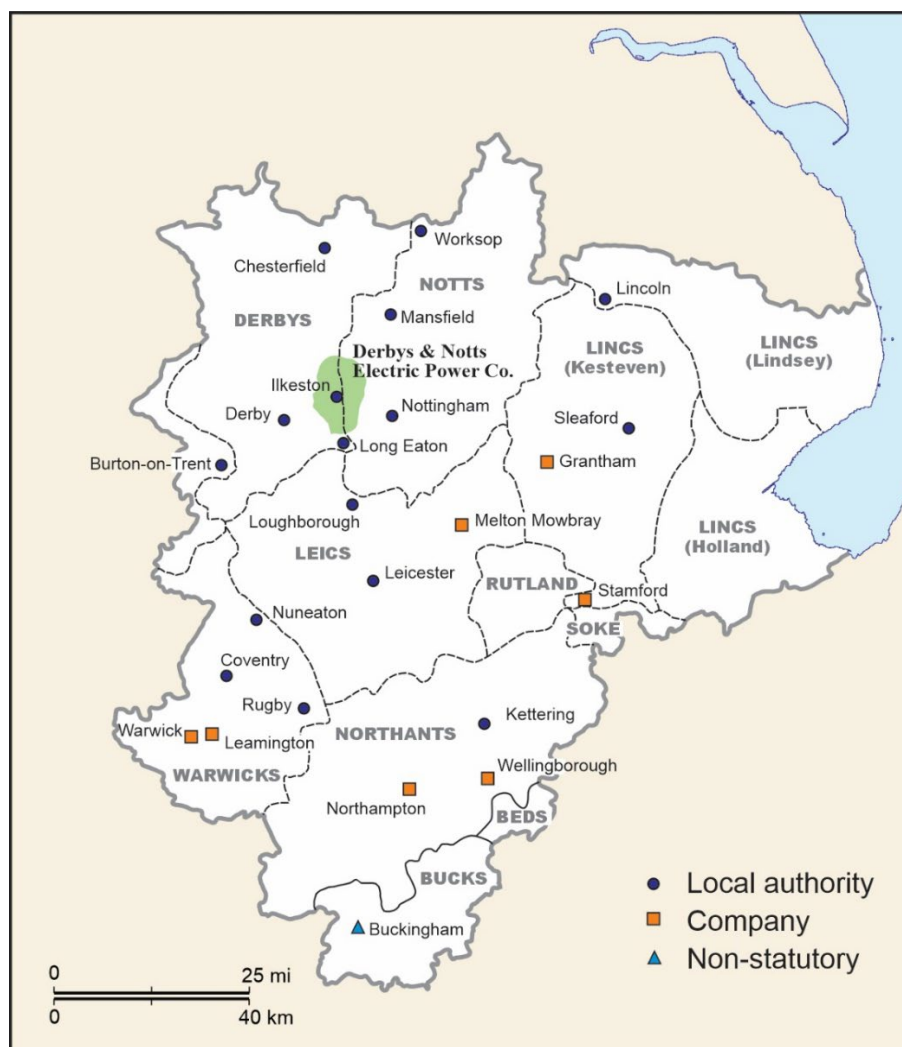 Worksop
Chesterfield
NOTTS
Lincoln
DERBYS
Mansfield
LINCS
(Lindsey)
LINCS
(Kesteven)
Derbys & Notts
Electric Power Co.
Ilkeston
Derby
Nottingham
Sleaford
Long Eaton
Burton-on-Trent
Grantham
Loughborough
Melton Mowbray
LINCS
(Holland)
LEICS
Leicester
RUTLAND
Stamford
Nuneaton
SOKE
Coventry
Rugby
Kettering
Warwick
Leamington
NORTHANTS
WARWICKS
Wellingborough
Northampton
BEDS
BUCKS
Buckingham
Local authority
Company
Non-statutory
0 25 mi
0 40 km